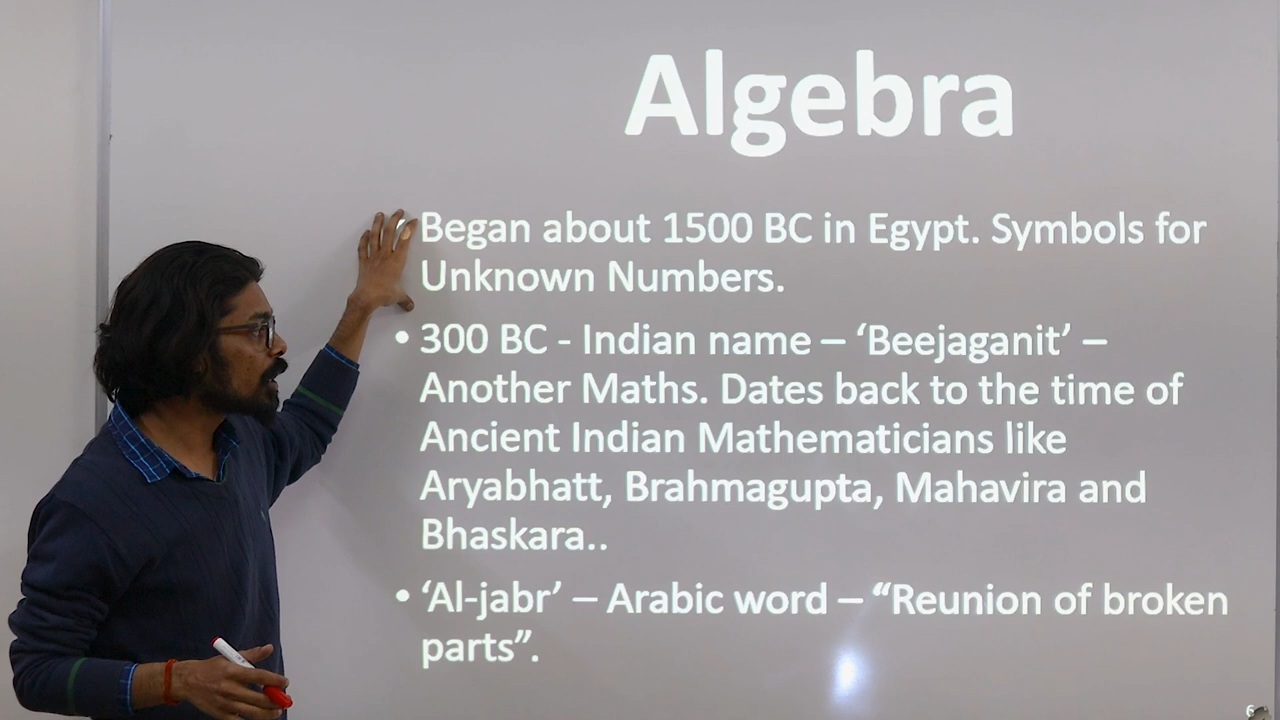 Algebra
Began about 1500 BC in Egypt. Symbols for
Unknown Numbers.
• 300 BC - Indian name – ‘Beejaganit’ –
Another Maths. Dates back to the time of
Ancient Indian Mathematicians like
Aryabhatt, Brahmagupta, Mahavira and
Bhaskara..
• ‘Al-jabr’ – Arabic word – “Reunion of broken
parts”.
6